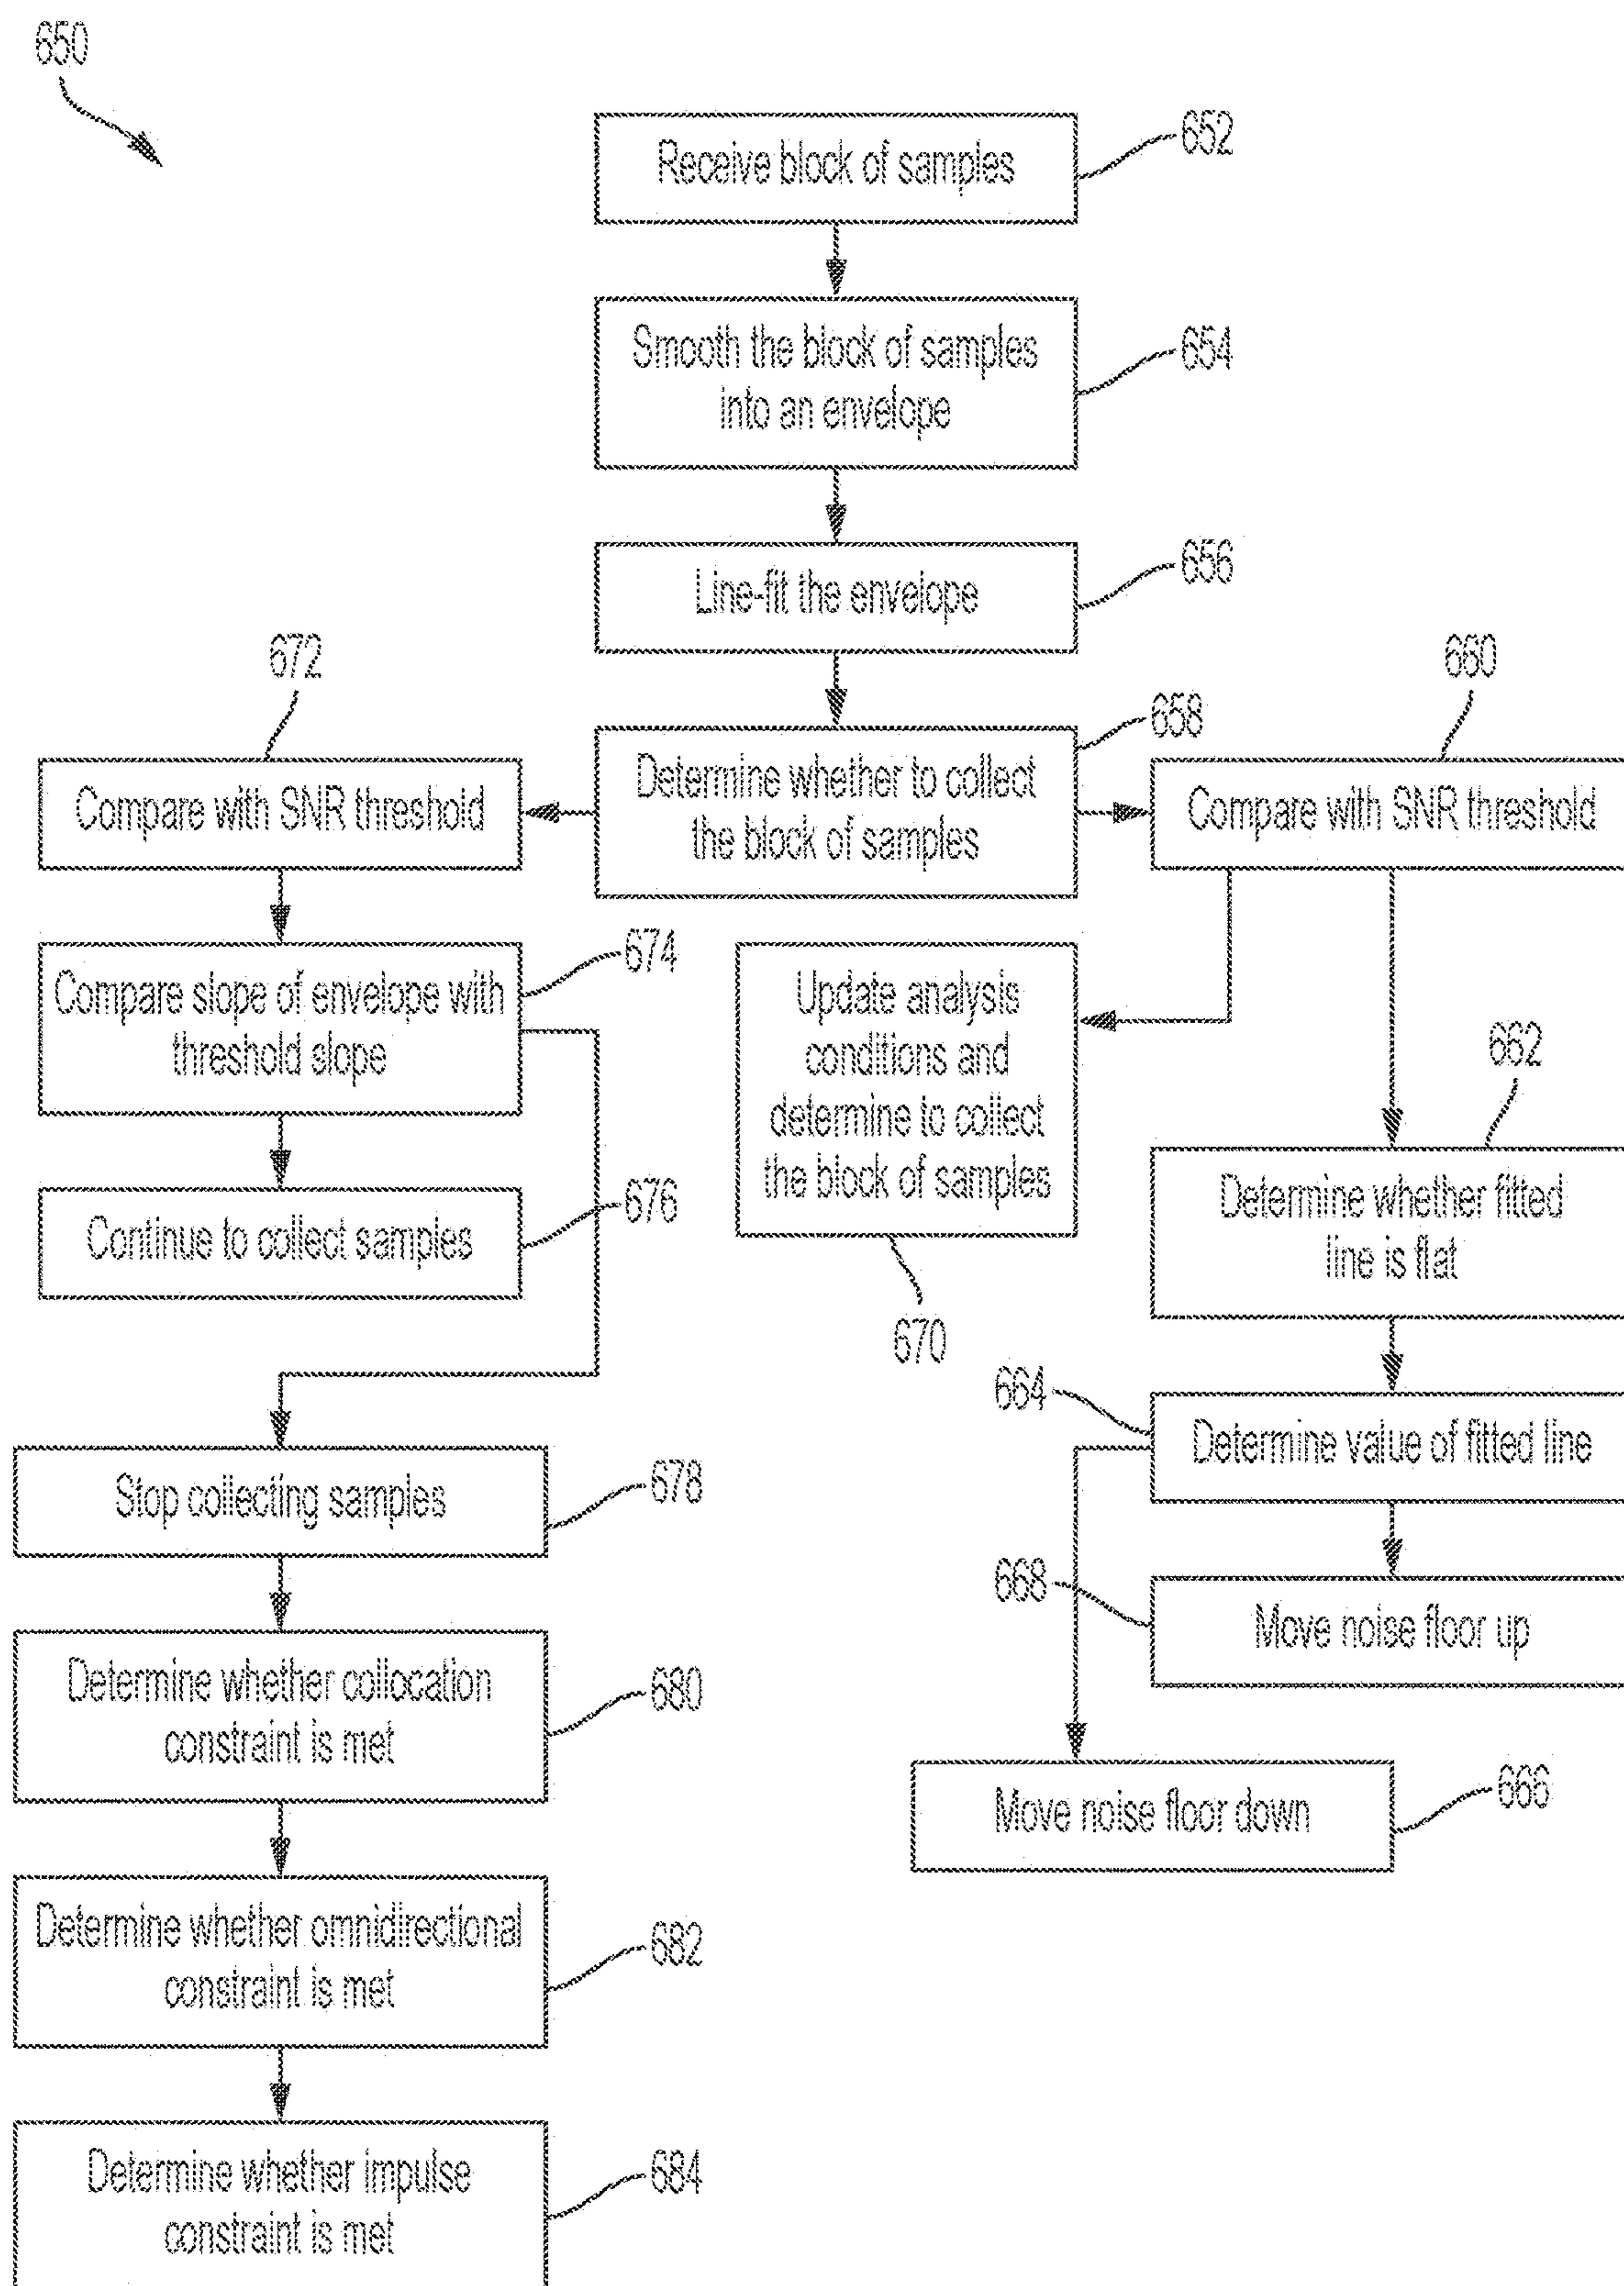 650
Receive block of samples
652
Smooth the block of samples
into an envelope
654
Line-fit the envelope
656
672
660
658
Compare with SNR threshold
Determine whether to collect
the block of samples
Compare with SNR threshold
674
Compare slope of envelope with
threshold slope
Update analysis
conditions and
determine to collect
the block of samples
662
676
Continue to collect samples
Determine whether fitted
line is flat
670
664
Determine value of fitted line
Stop collecting samples
678
668
Move noise floor up
Determine whether collocation
constraint is met
680
Move noise floor down
666
Determine whether omnidirectional
constraint is met
682
Determine whether impulse
constraint is met
684